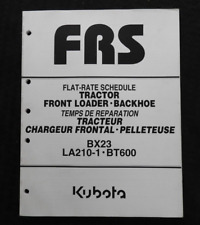 FRS
FLAT-RATE SCHEDULE
TRACTOR
FRONT LOADER · BACKHOE
TEMPS DE REPARATION
TRACTEUR
CHARGEUR FRONTAL · PELLETEUSE
BX23
LA210-1 · BT600
Kubota